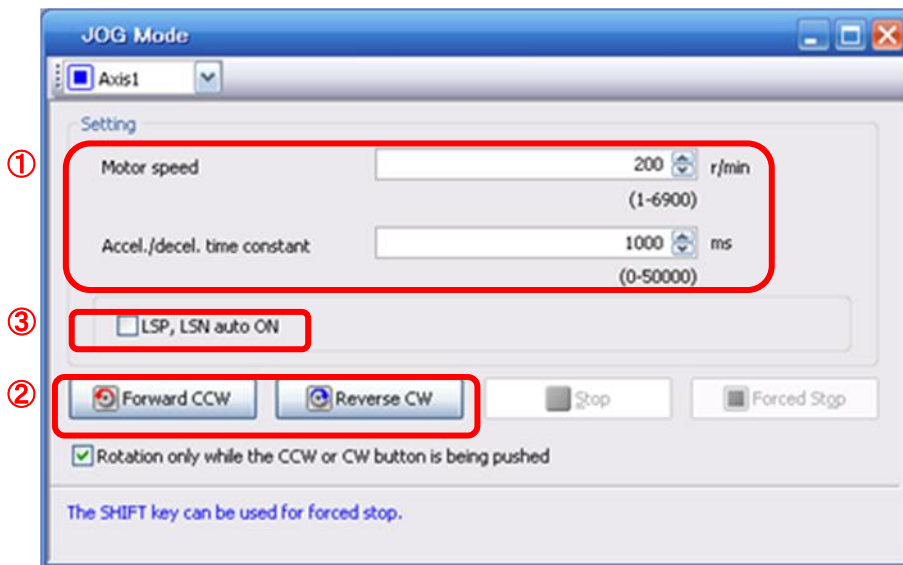 JOG Mode
Axis1
Setting
① Motor speed 200 r/min
(1-6900)
Accel./decel. time constant 1000 ms
(0-50000)
③ LSP, LSN auto ON
② Forward CCW Reverse CW Stop Forced Stop
Rotation only while the CCW or CW button is being pushed
The SHIFT key can be used for forced stop.